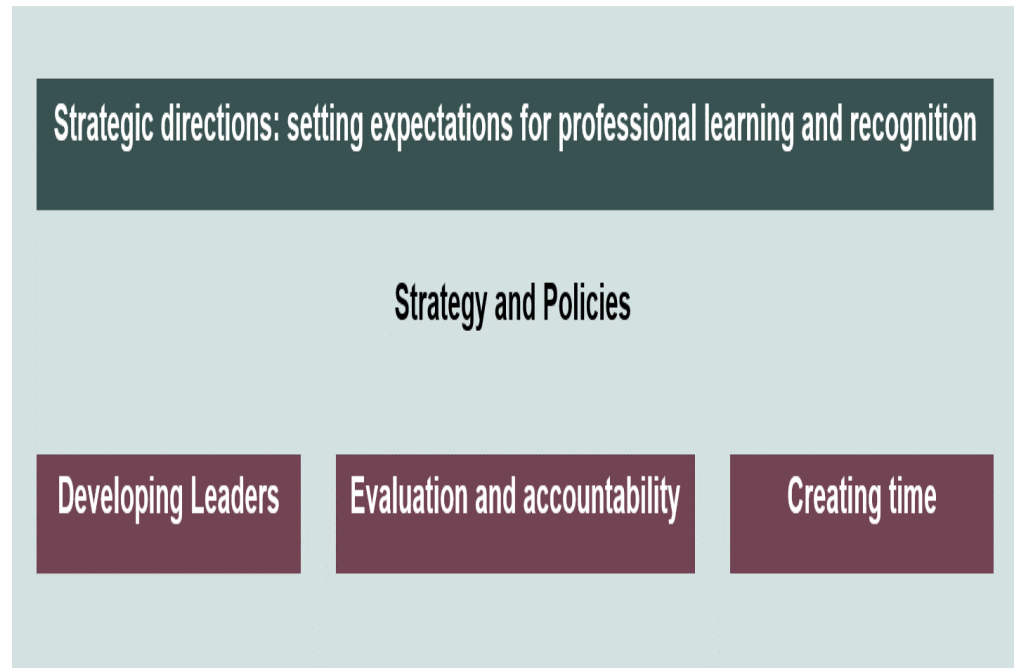 Strategic directions: setting expectations for professional learning and recognition
Strategy and Policies
Developing Leaders
Evaluation and accountability
Creating time